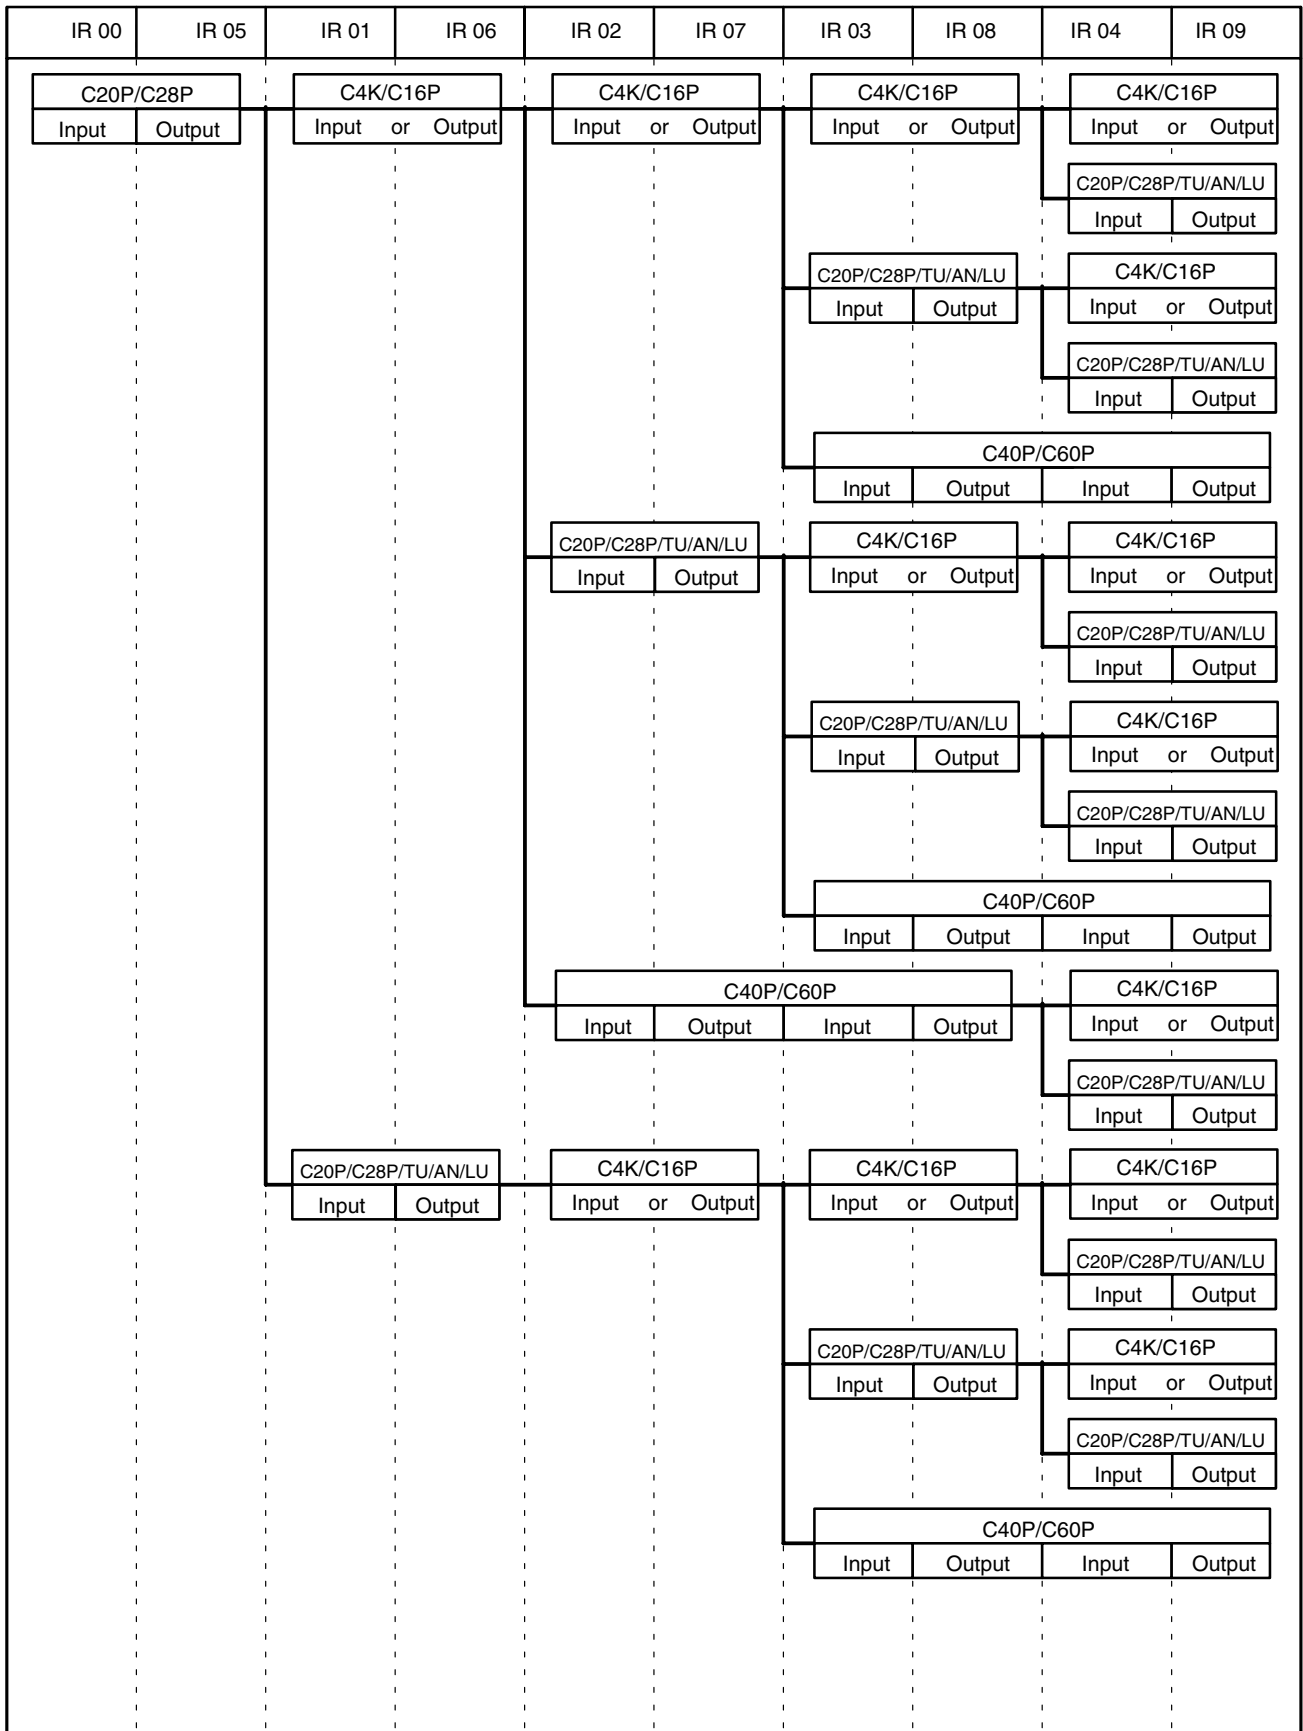 IR 00 IR 05 IR 01 IR 06 IR 02 IR 07 IR 03 IR 08 IR 04 IR 09
C20P/C28P C4K/C16P C4K/C16P C4K/C16P C4K/C16P
Input Output Input or Output Input or Output Input or Output Input or Output
C20P/C28P/TU/AN/LU
Input Output
C20P/C28P/TU/AN/LU C4K/C16P
Input Output Input or Output
C20P/C28P/TU/AN/LU
Input Output
C40P/C60P
Input Output Input Output
C20P/C28P/TU/AN/LU C4K/C16P C4K/C16P
Input Output Input or Output Input or Output
C20P/C28P/TU/AN/LU
Input Output
C20P/C28P/TU/AN/LU C4K/C16P
Input Output Input or Output
C20P/C28P/TU/AN/LU
Input Output
C40P/C60P
Input Output Input Output
C40P/C60P C4K/C16P
Input Output Input Output Input or Output
C20P/C28P/TU/AN/LU
Input Output
C20P/C28P/TU/AN/LU C4K/C16P C4K/C16P C4K/C16P
Input Output Input or Output Input or Output Input or Output
C20P/C28P/TU/AN/LU
Input Output
C20P/C28P/TU/AN/LU C4K/C16P
Input Output Input or Output
C20P/C28P/TU/AN/LU
Input Output
C40P/C60P
Input Output Input Output